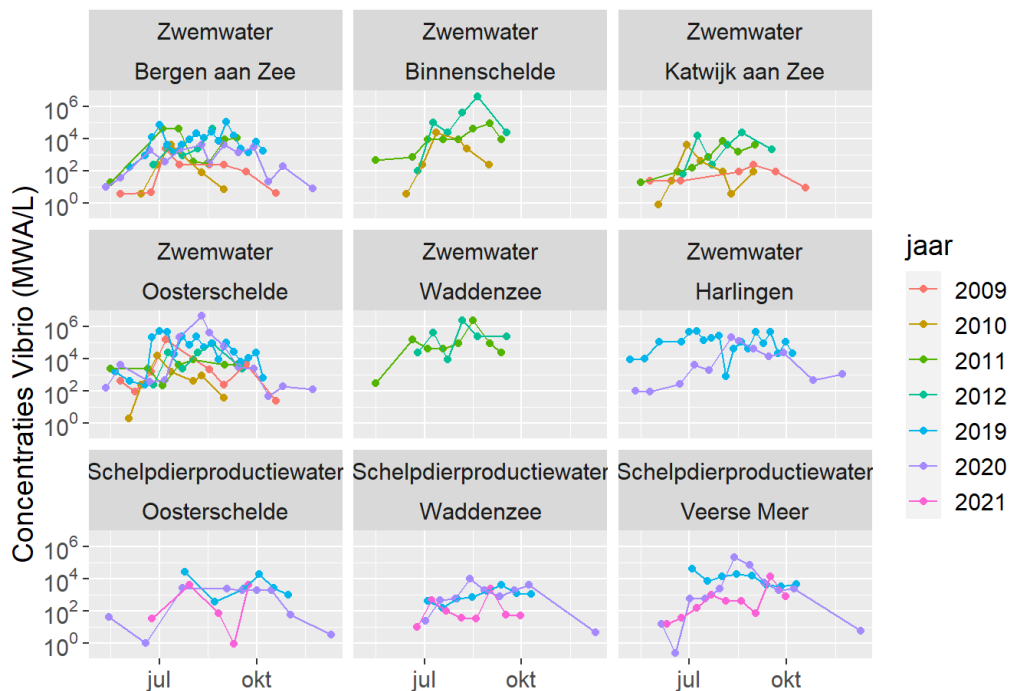 Zwemwater
Bergen aan Zee
Zwemwater
Binnenschelde
Zwemwater
Katwijk aan Zee
10^6
10^4
10^2
10^0
Zwemwater
Oosterschelde
Zwemwater
Waddenzee
Zwemwater
Harlingen
10^6
10^4
10^2
10^0
Schelpdierproductiewater
Oosterschelde
Schelpdierproductiewater
Waddenzee
Schelpdierproductiewater
Veerse Meer
10^6
10^4
10^2
10^0
jul
okt
jul
okt
jul
okt
Concentraties Vibrio (MWA/L)
jaar
2009
2010
2011
2012
2019
2020
2021